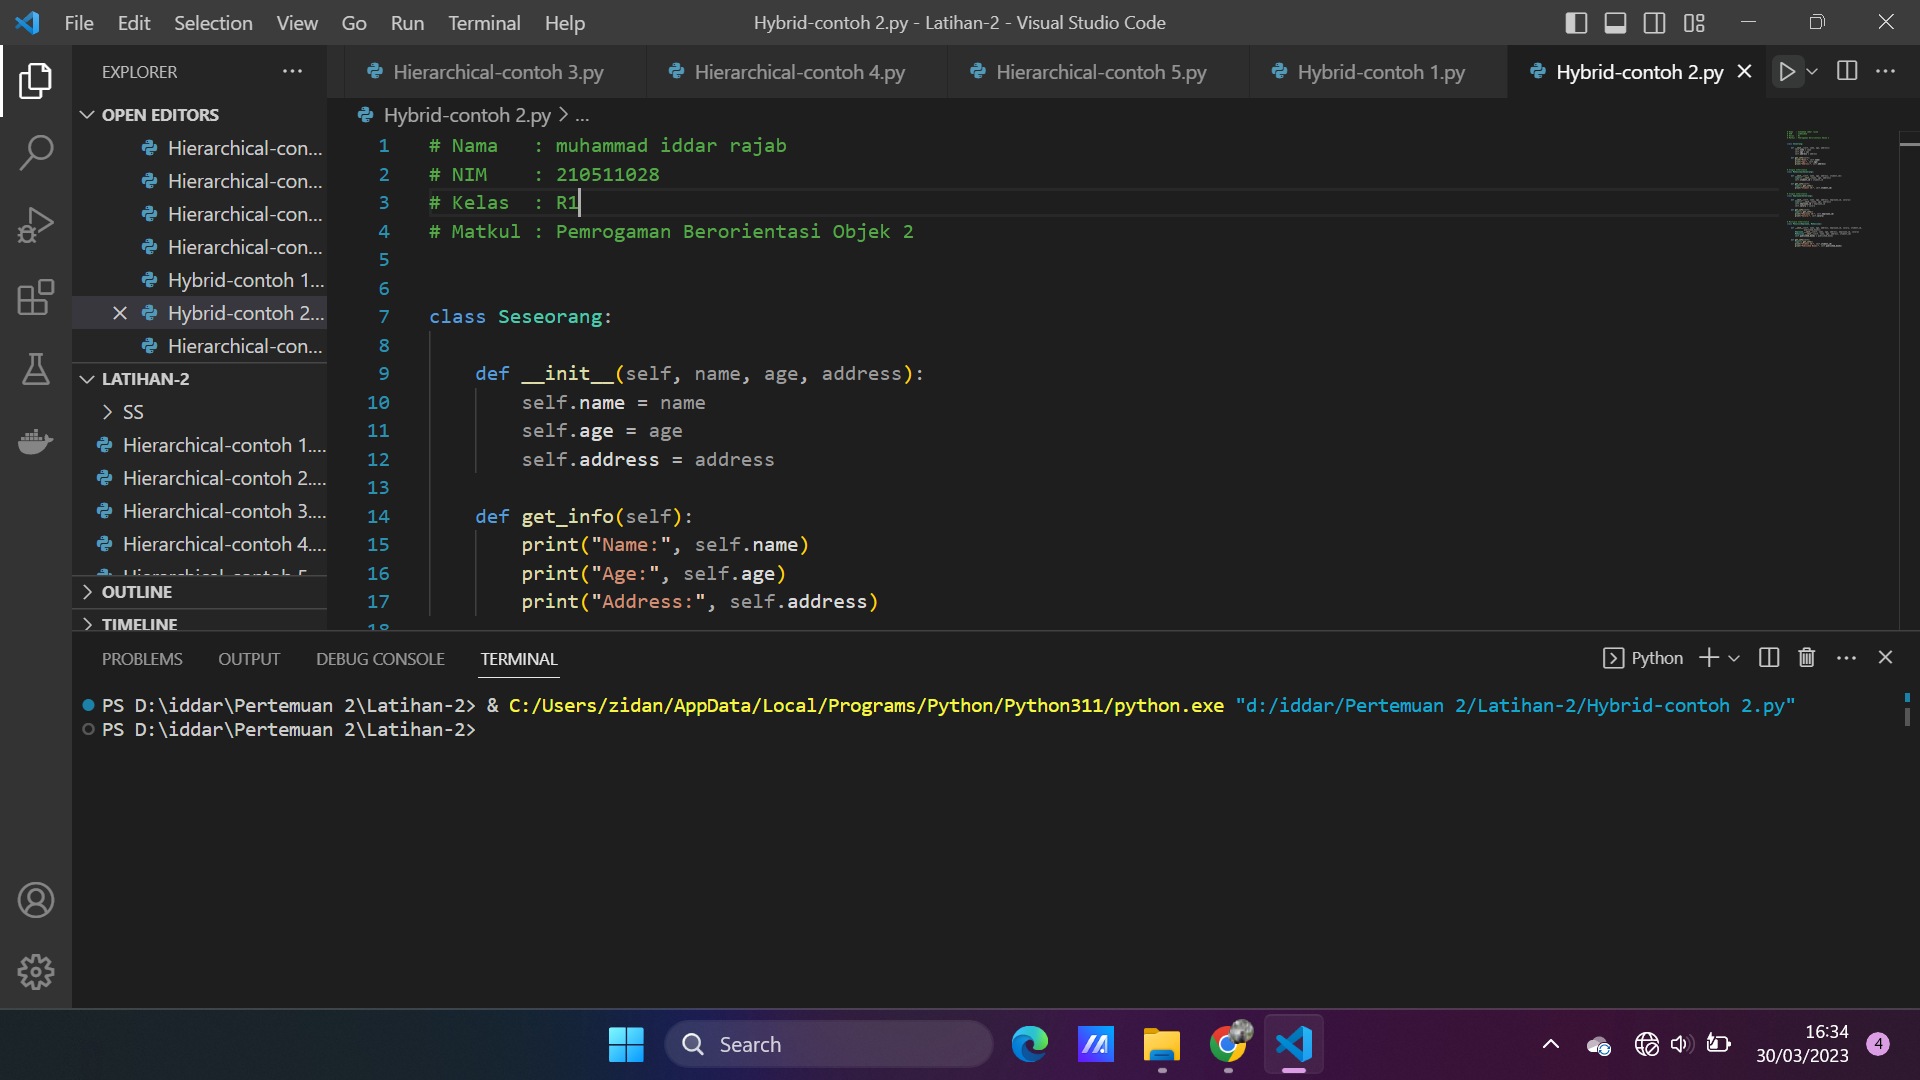 File Edit Selection View Go Run Terminal Help
Hybrid-contoh 2.py - Latihan-2 - Visual Studio Code
EXPLORER
Hierarchical-contoh 3.py
Hierarchical-contoh 4.py
Hierarchical-contoh 5.py
Hybrid-contoh 1.py
Hybrid-contoh 2.py
OPEN EDITORS
Hierarchical-con...
Hierarchical-con...
Hierarchical-con...
Hierarchical-con...
Hybrid-contoh 1...
Hybrid-contoh 2...
Hierarchical-con...
LATIHAN-2
SS
Hierarchical-contoh 1....
Hierarchical-contoh 2....
Hierarchical-contoh 3....
Hierarchical-contoh 4....
OUTLINE
TIMELINE
Hybrid-contoh 2.py > ...
1 # Nama   : muhammad iddar rajab
2 # NIM    : 210511028
3 # Kelas  : R1
4 # Matkul : Pemrogaman Berorientasi Objek 2
5
6
7 class Seseorang:
8
9     def __init__(self, name, age, address):
10         self.name = name
11         self.age = age
12         self.address = address
13
14     def get_info(self):
15         print("Name:", self.name)
16         print("Age:", self.age)
17         print("Address:", self.address)
18
PROBLEMS OUTPUT DEBUG CONSOLE TERMINAL
Python
PS D:\iddar\Pertemuan 2\Latihan-2> & C:/Users/zidan/AppData/Local/Programs/Python/Python311/python.exe "d:/iddar/Pertemuan 2/Latihan-2/Hybrid-contoh 2.py"
PS D:\iddar\Pertemuan 2\Latihan-2>
Search
16:34
30/03/2023
4